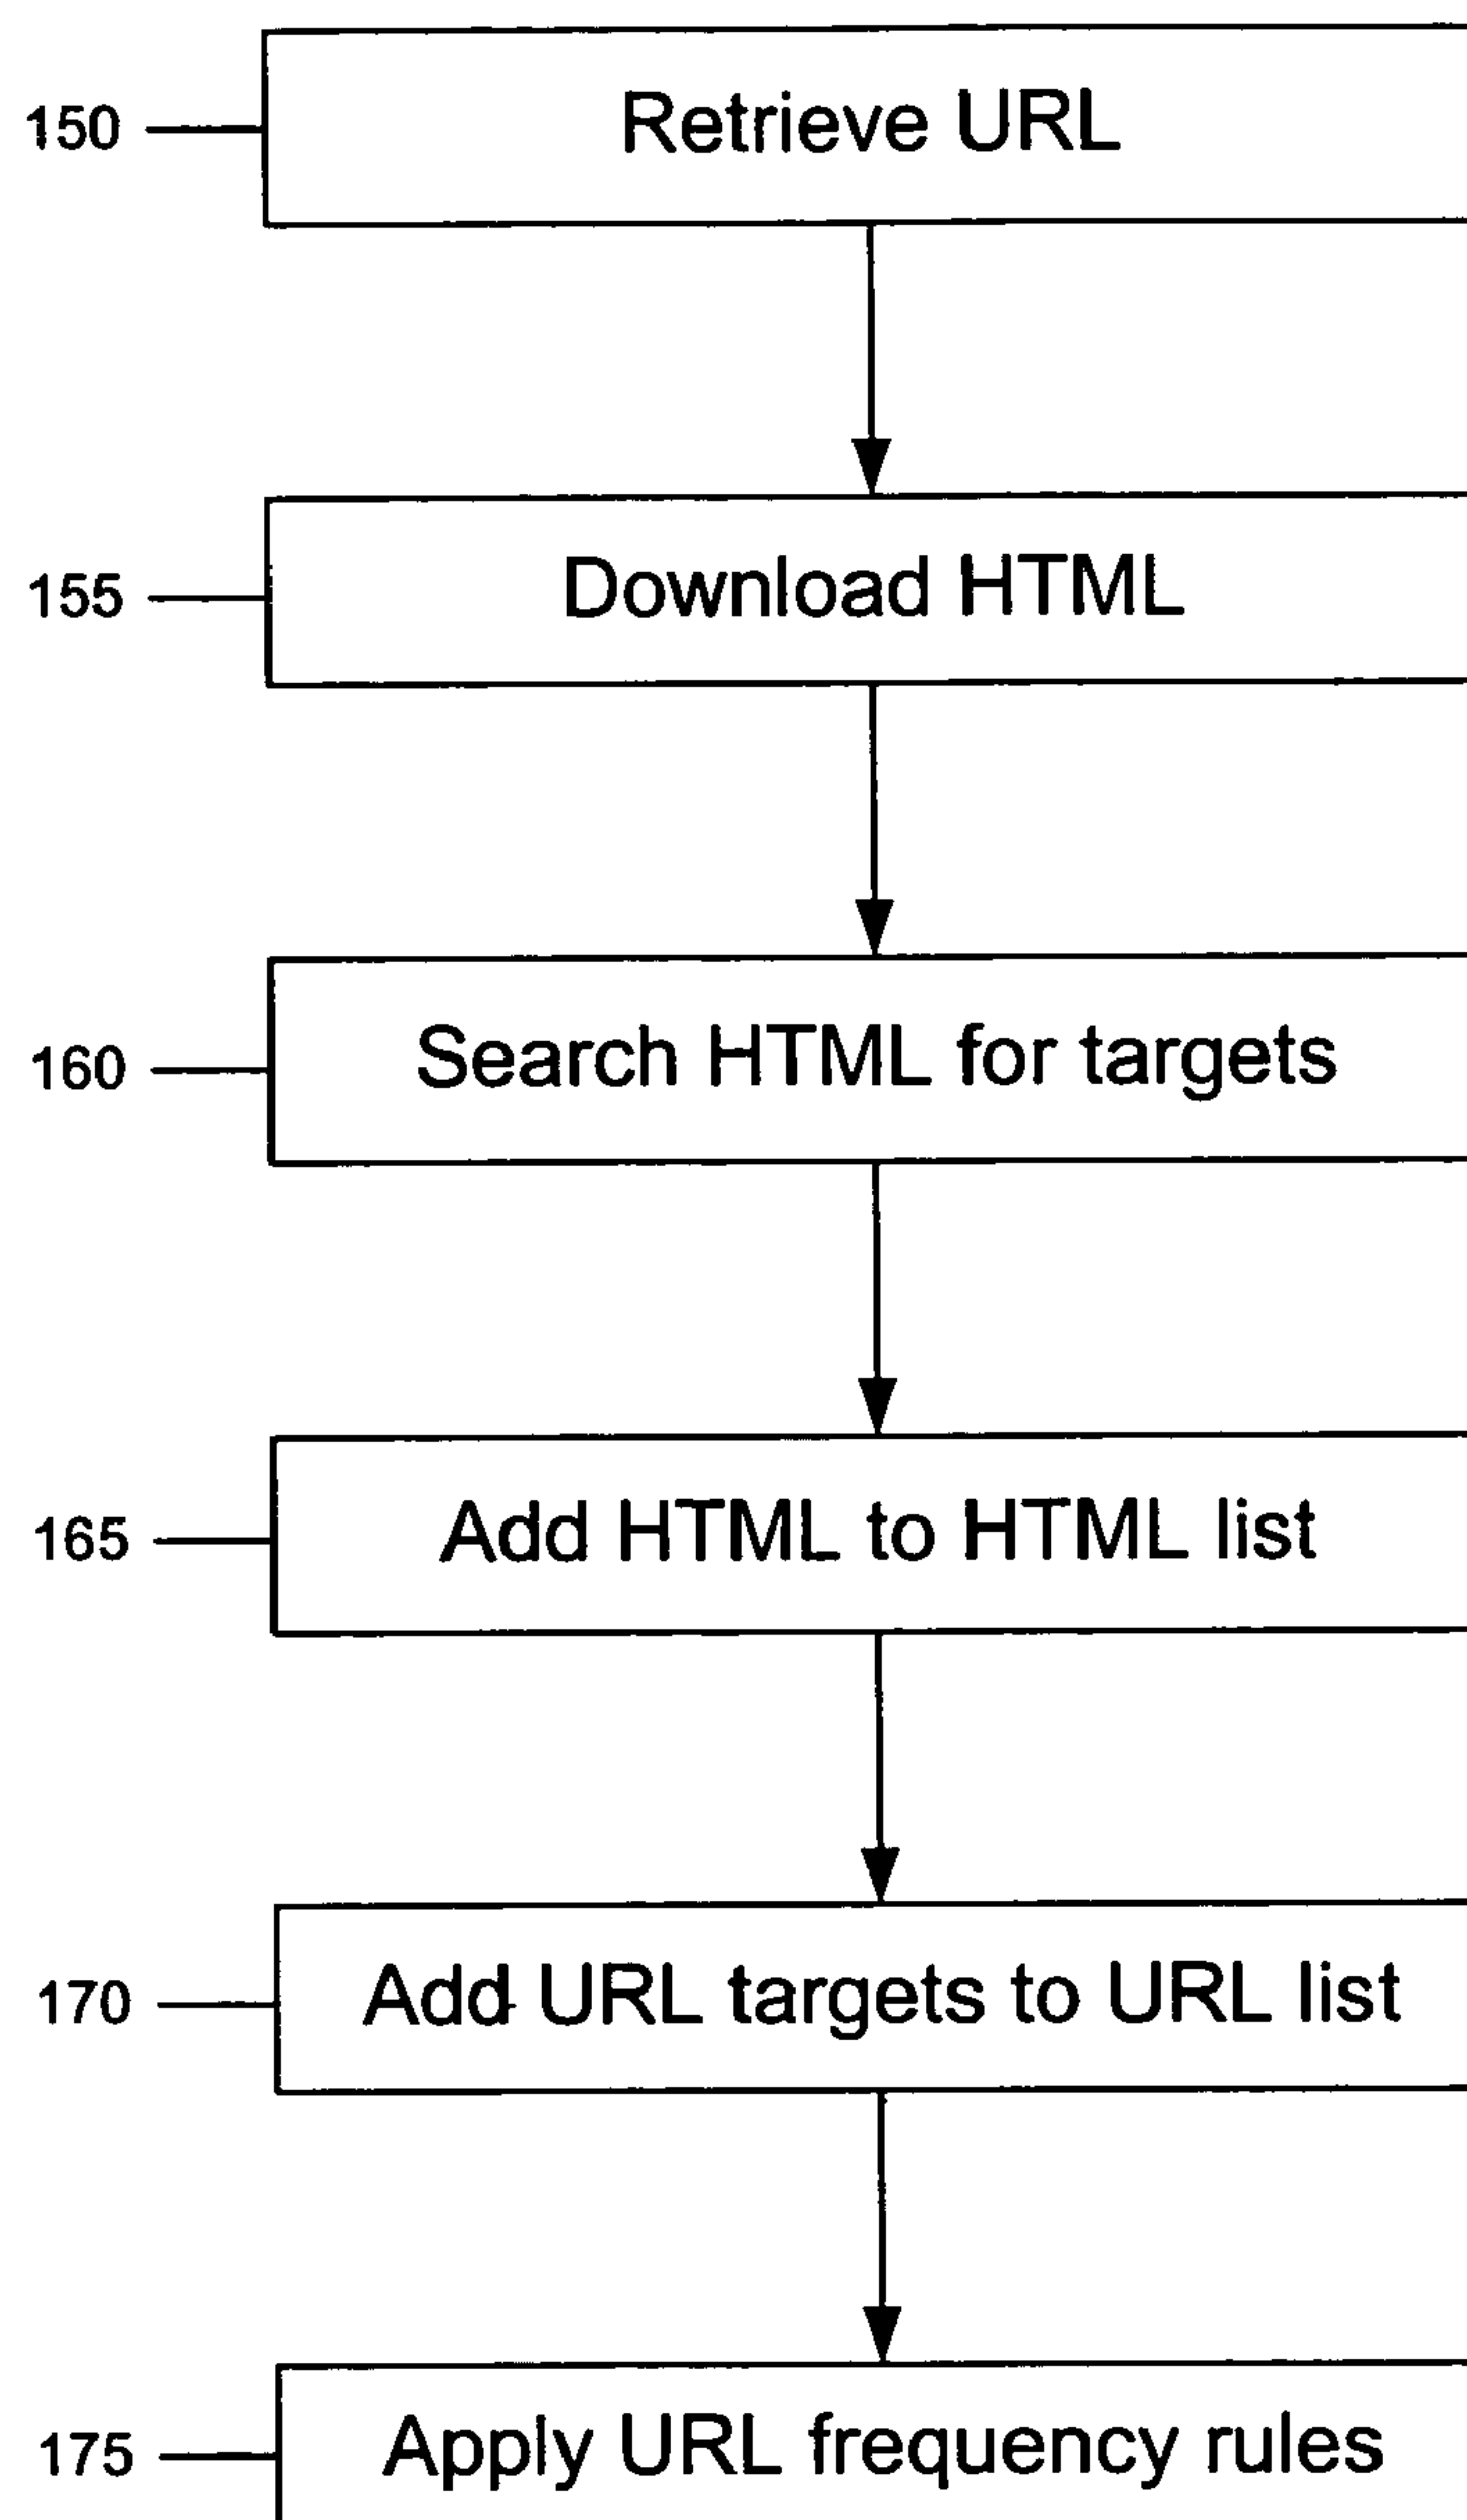 150 Retrieve URL
155 Download HTML
160 Search HTML for targets
165 Add HTML to HTML list
170 Add URL targets to URL list
175 Apply URL frequency rules